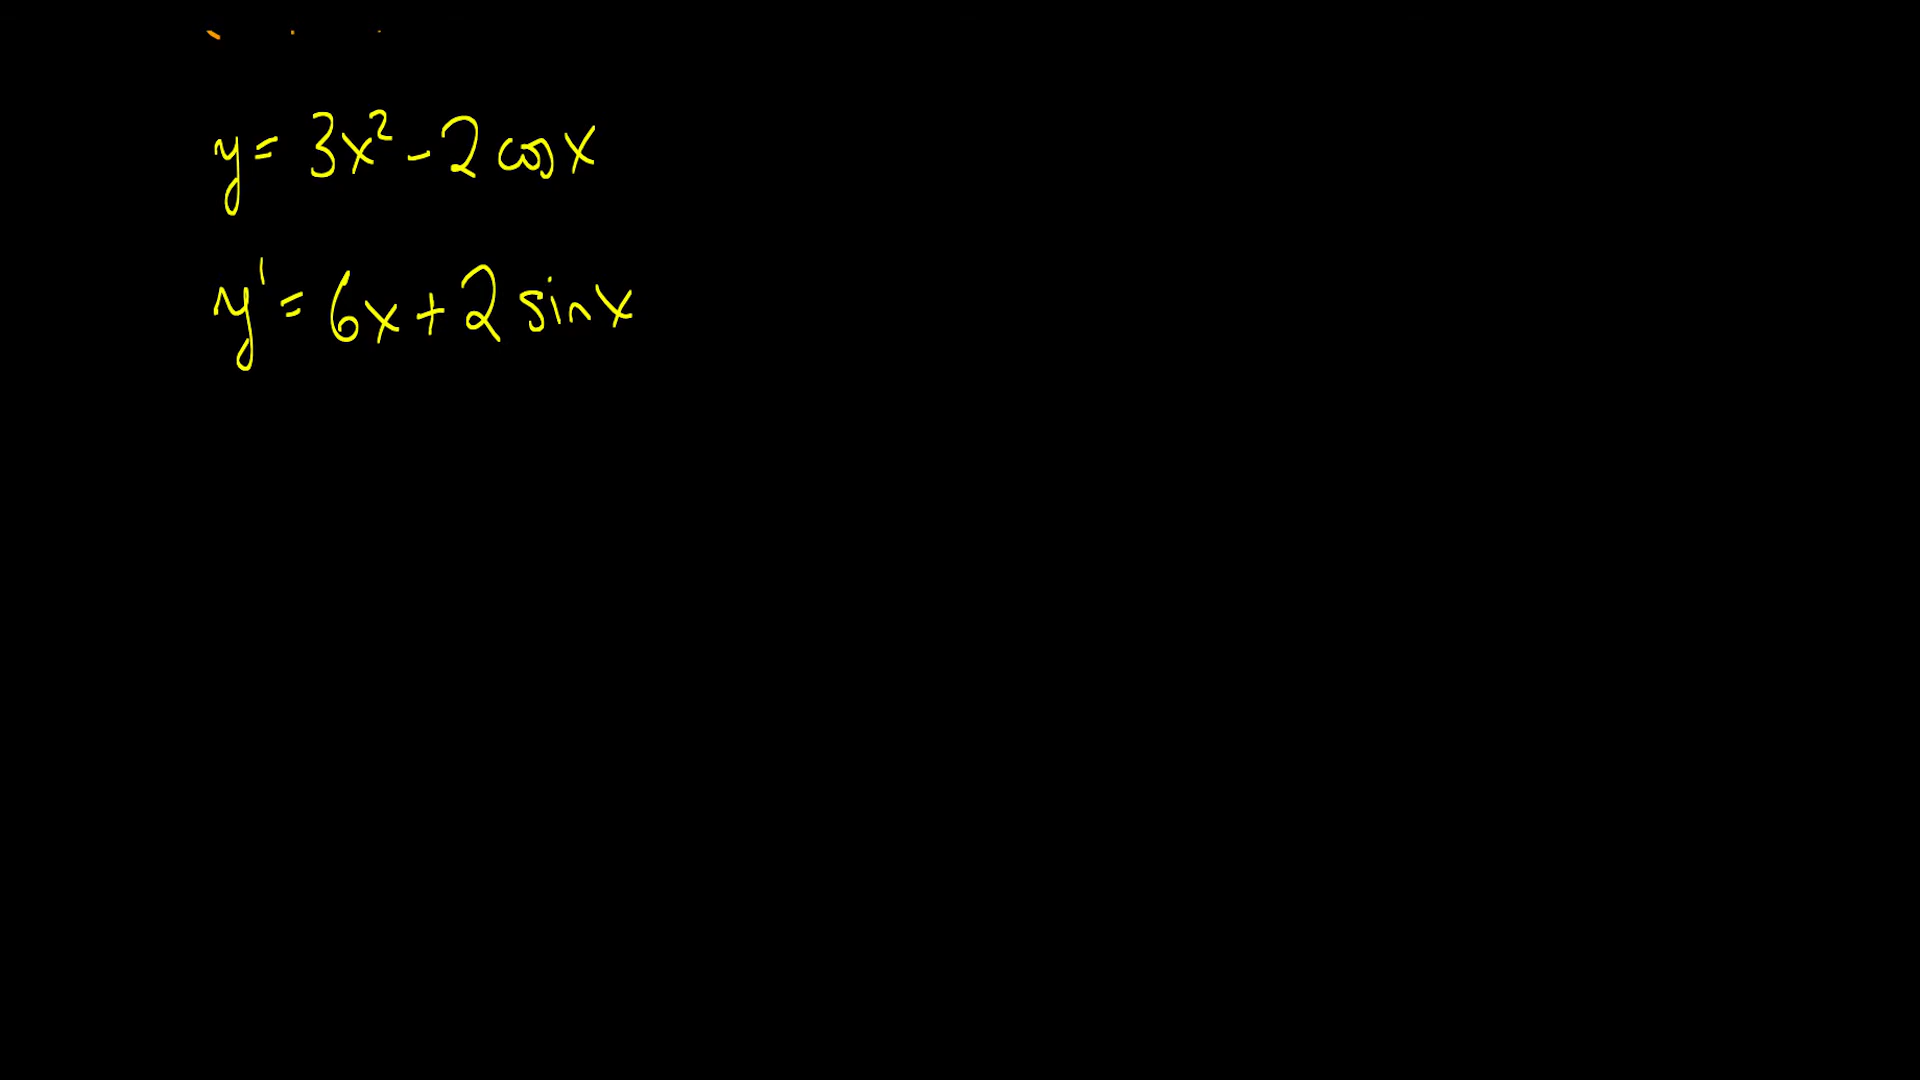 y = 3x² - 2 cos x
y' = 6x + 2 sin x